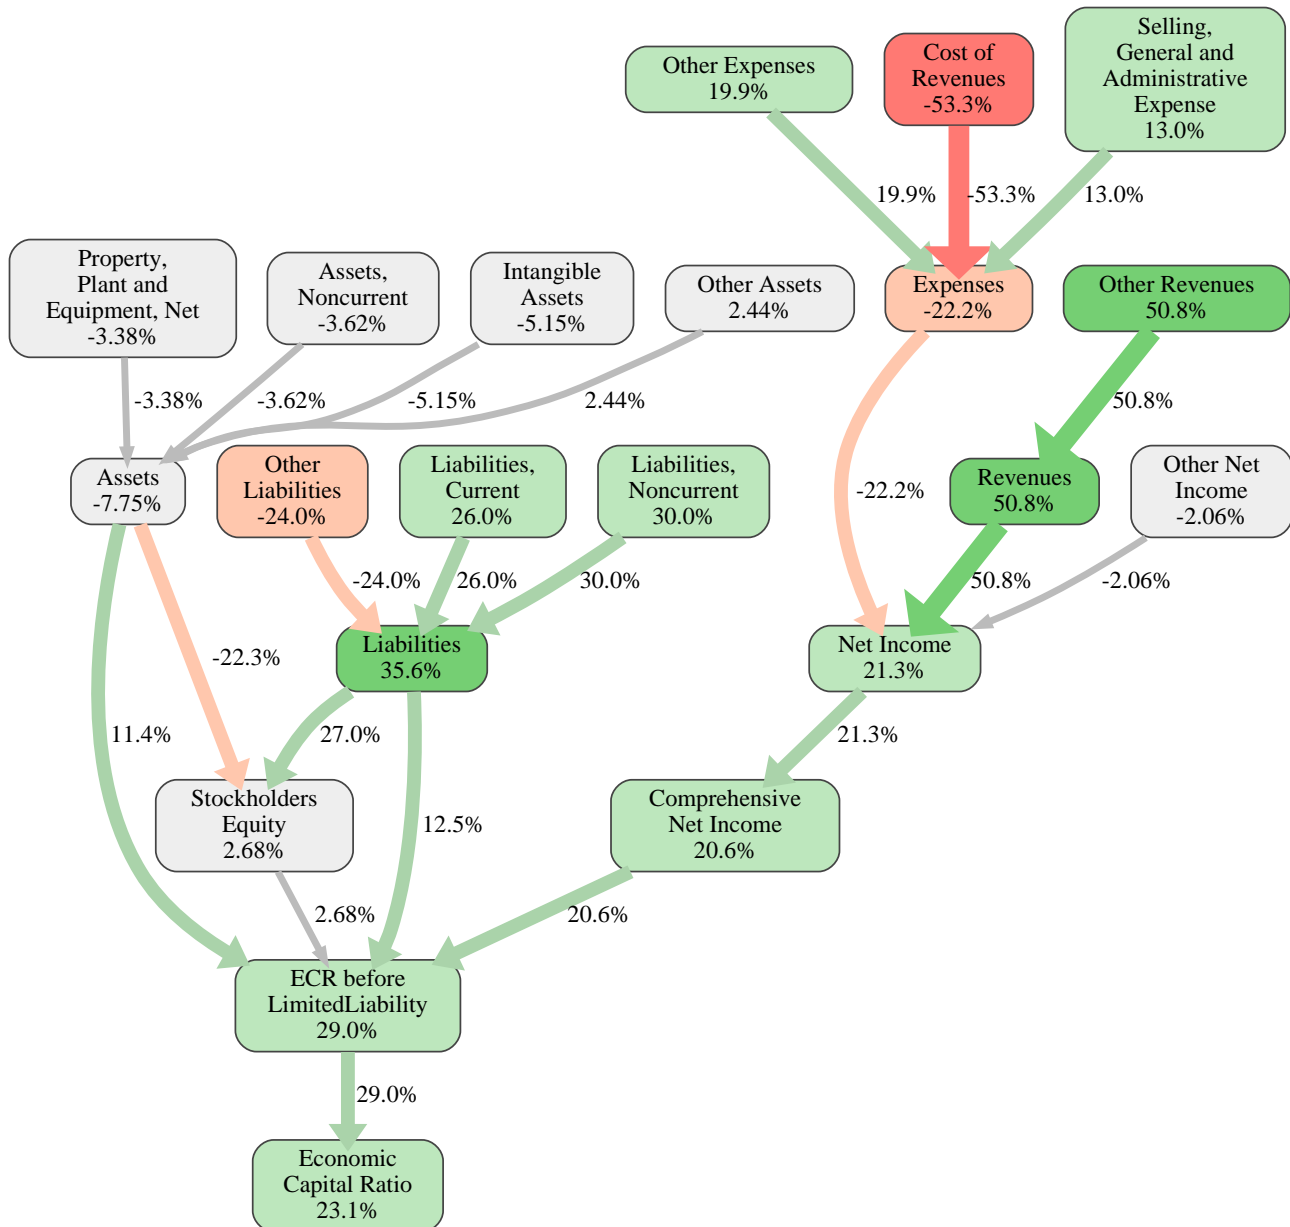 Other Expenses
19.9%
Cost of
Revenues
-53.3%
Selling,
General and
Administrative
Expense
13.0%
19.9%
-53.3%
13.0%
Property,
Plant and
Equipment, Net
-3.38%
Assets,
Noncurrent
-3.62%
Intangible
Assets
-5.15%
Other Assets
2.44%
Expenses
-22.2%
Other Revenues
50.8%
-3.38%
-3.62%
-5.15%
2.44%
50.8%
Assets
-7.75%
Other
Liabilities
-24.0%
Liabilities,
Current
26.0%
Liabilities,
Noncurrent
30.0%
-22.2%
Revenues
50.8%
Other Net
Income
-2.06%
-24.0%
26.0%
30.0%
50.8%
-2.06%
-22.3%
Liabilities
35.6%
Net Income
21.3%
11.4%
27.0%
21.3%
Stockholders
Equity
2.68%
12.5%
Comprehensive
Net Income
20.6%
2.68%
20.6%
ECR before
LimitedLiability
29.0%
29.0%
Economic
Capital Ratio
23.1%